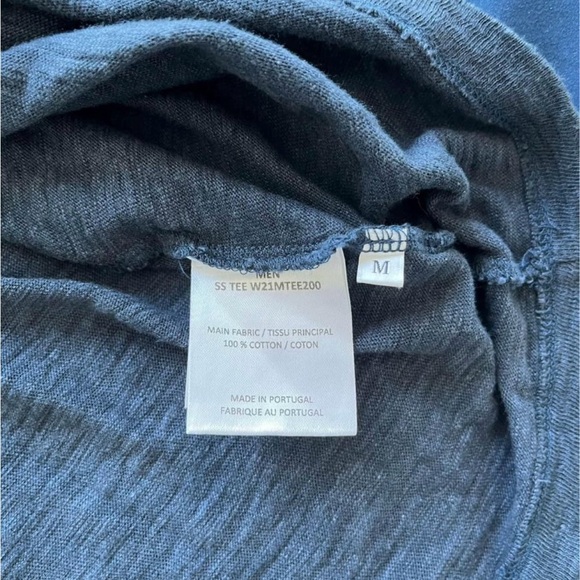 MEN
SS TEE W21MTEE200
M
MAIN FABRIC / TISSU PRINCIPAL
100 % COTTON / COTON
MADE IN PORTUGAL
FABRIQUE AU PORTUGAL